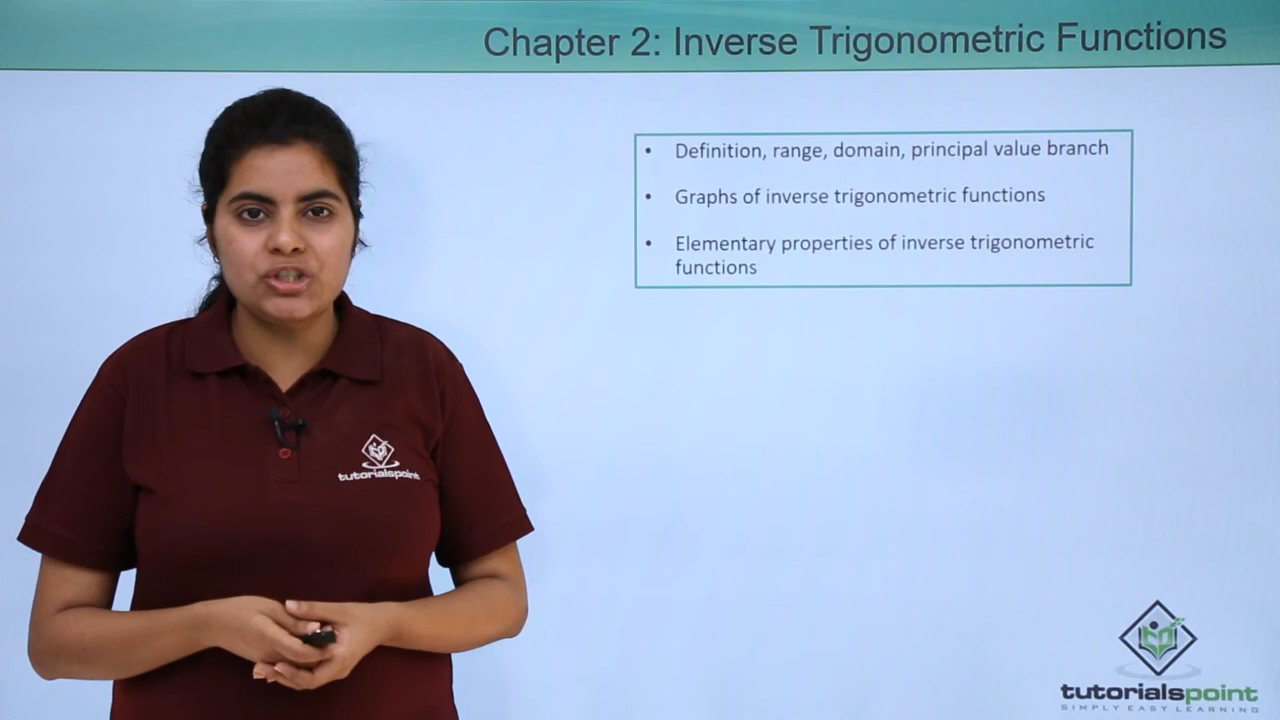 Chapter 2: Inverse Trigonometric Functions
• Definition, range, domain, principal value branch
• Graphs of inverse trigonometric functions
• Elementary properties of inverse trigonometric
functions
tutorialspoint
tutorialspoint
SIMPLY EASY LEARNING